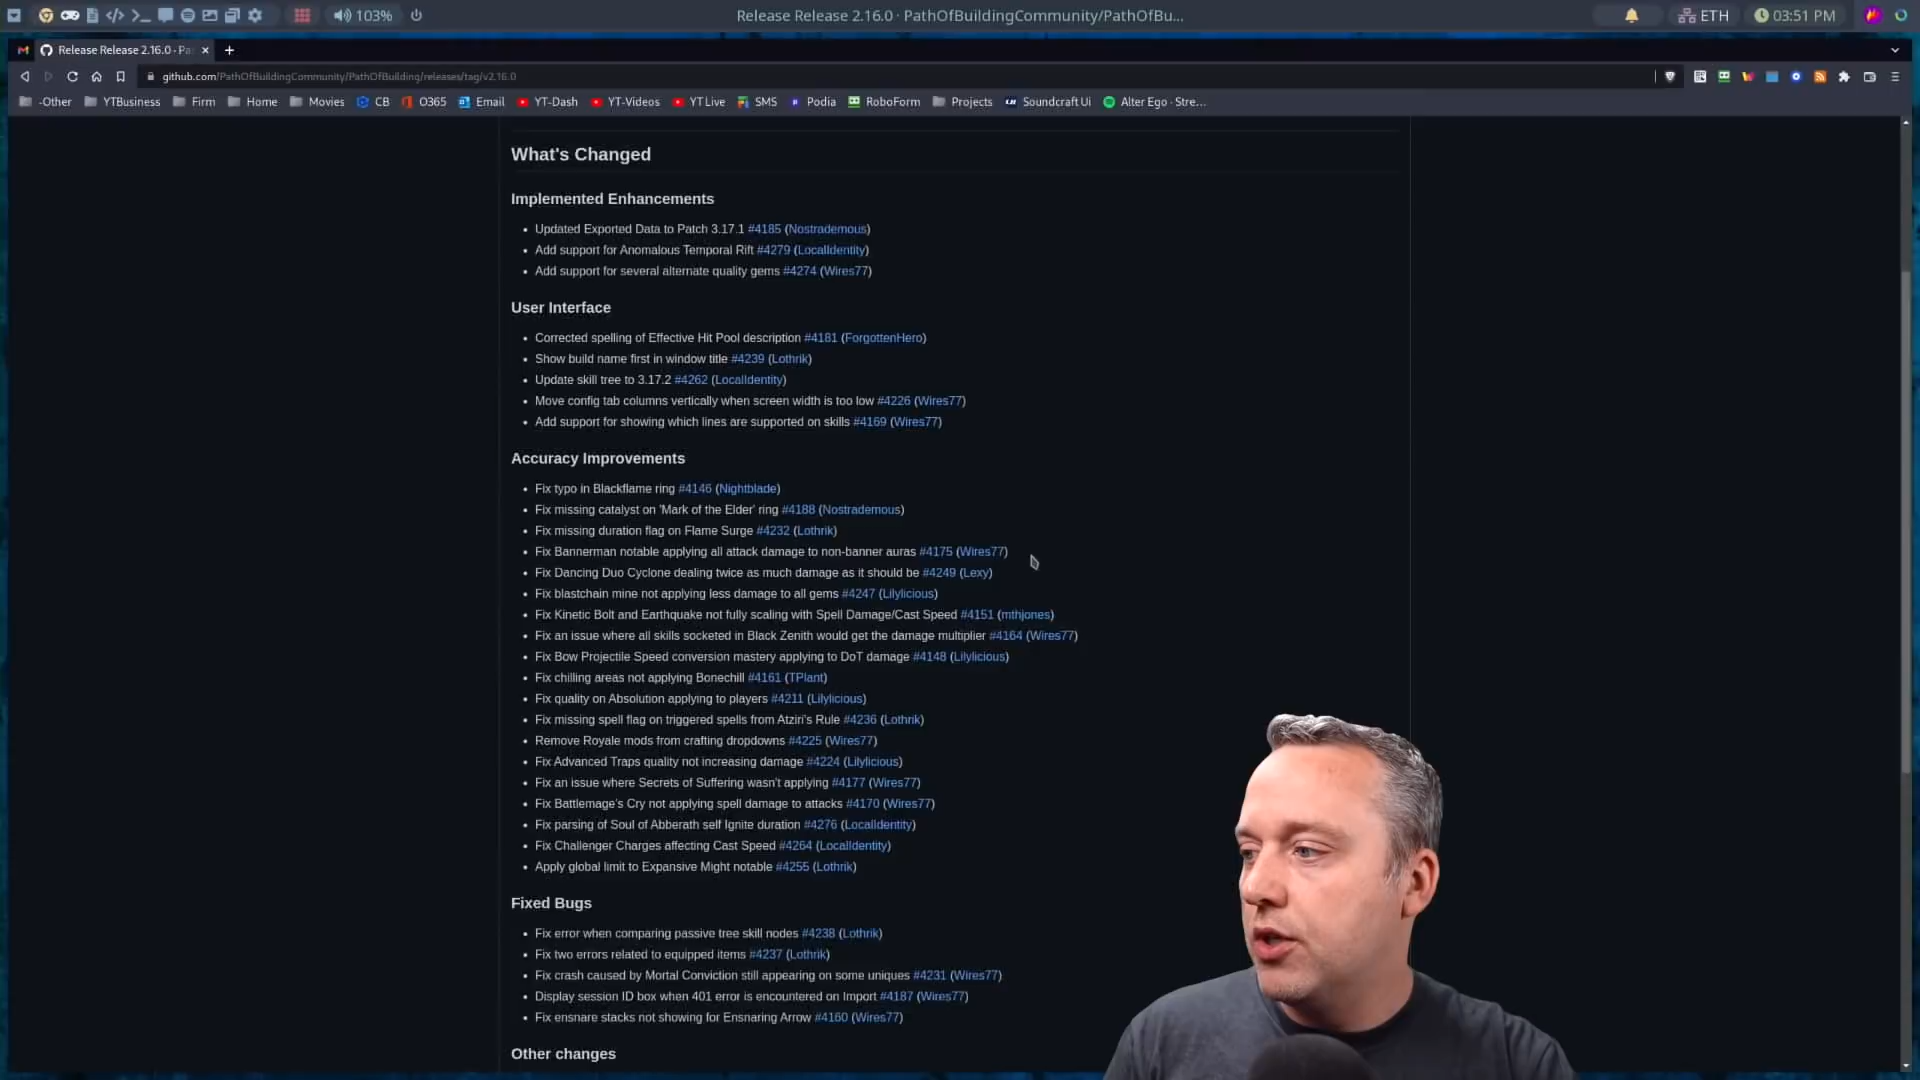 103%
Release Release 2.16.0 · PathOfBuildingCommunity/PathOfBu...
ETH
03:51 PM
Release Release 2.16.0 · Pa
github.com/PathOfBuildingCommunity/PathOfBuilding/releases/tag/v2.16.0
-Other
YTBusiness
Firm
Home
Movies
CB
O365
Email
YT-Dash
YT-Videos
YT Live
SMS
Podia
RoboForm
Projects
Soundcraft Ui
Alter Ego · Stre…
What's Changed
Implemented Enhancements
• Updated Exported Data to Patch 3.17.1 #4185 (Nostrademous)
• Add support for Anomalous Temporal Rift #4279 (LocalIdentity)
• Add support for several alternate quality gems #4274 (Wires77)
User Interface
• Corrected spelling of Effective Hit Pool description #4181 (ForgottenHero)
• Show build name first in window title #4239 (Lothrik)
• Update skill tree to 3.17.2 #4262 (LocalIdentity)
• Move config tab columns vertically when screen width is too low #4226 (Wires77)
• Add support for showing which lines are supported on skills #4169 (Wires77)
Accuracy Improvements
• Fix typo in Blackflame ring #4146 (Nightblade)
• Fix missing catalyst on 'Mark of the Elder' ring #4188 (Nostrademous)
• Fix missing duration flag on Flame Surge #4232 (Lothrik)
• Fix Bannerman notable applying all attack damage to non-banner auras #4175 (Wires77)
• Fix Dancing Duo Cyclone dealing twice as much damage as it should be #4249 (Lexy)
• Fix blastchain mine not applying less damage to all gems #4247 (Lilylicious)
• Fix Kinetic Bolt and Earthquake not fully scaling with Spell Damage/Cast Speed #4151 (mthjones)
• Fix an issue where all skills socketed in Black Zenith would get the damage multiplier #4164 (Wires77)
• Fix Bow Projectile Speed conversion mastery applying to DoT damage #4148 (Lilylicious)
• Fix chilling areas not applying Bonechill #4161 (TPlant)
• Fix quality on Absolution applying to players #4211 (Lilylicious)
• Fix missing spell flag on triggered spells from Atziri's Rule #4236 (Lothrik)
• Remove Royale mods from crafting dropdowns #4225 (Wires77)
• Fix Advanced Traps quality not increasing damage #4224 (Lilylicious)
• Fix an issue where Secrets of Suffering wasn't applying #4177 (Wires77)
• Fix Battlemage's Cry not applying spell damage to attacks #4170 (Wires77)
• Fix parsing of Soul of Abberath self Ignite duration #4276 (LocalIdentity)
• Fix Challenger Charges affecting Cast Speed #4264 (LocalIdentity)
• Apply global limit to Expansive Might notable #4255 (Lothrik)
Fixed Bugs
• Fix error when comparing passive tree skill nodes #4238 (Lothrik)
• Fix two errors related to equipped items #4237 (Lothrik)
• Fix crash caused by Mortal Conviction still appearing on some uniques #4231 (Wires77)
• Display session ID box when 401 error is encountered on Import #4187 (Wires77)
• Fix ensnare stacks not showing for Ensnaring Arrow #4160 (Wires77)
Other changes